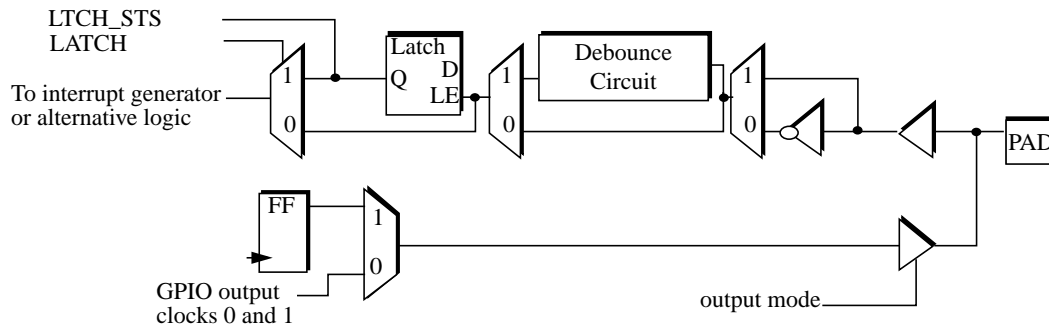 LTCH_STS
LATCH
To interrupt generator
or alternative logic
1
0
Latch
D
Q
LE
1
0
Debounce
Circuit
1
0
PAD
FF
1
0
GPIO output
clocks 0 and 1
output mode